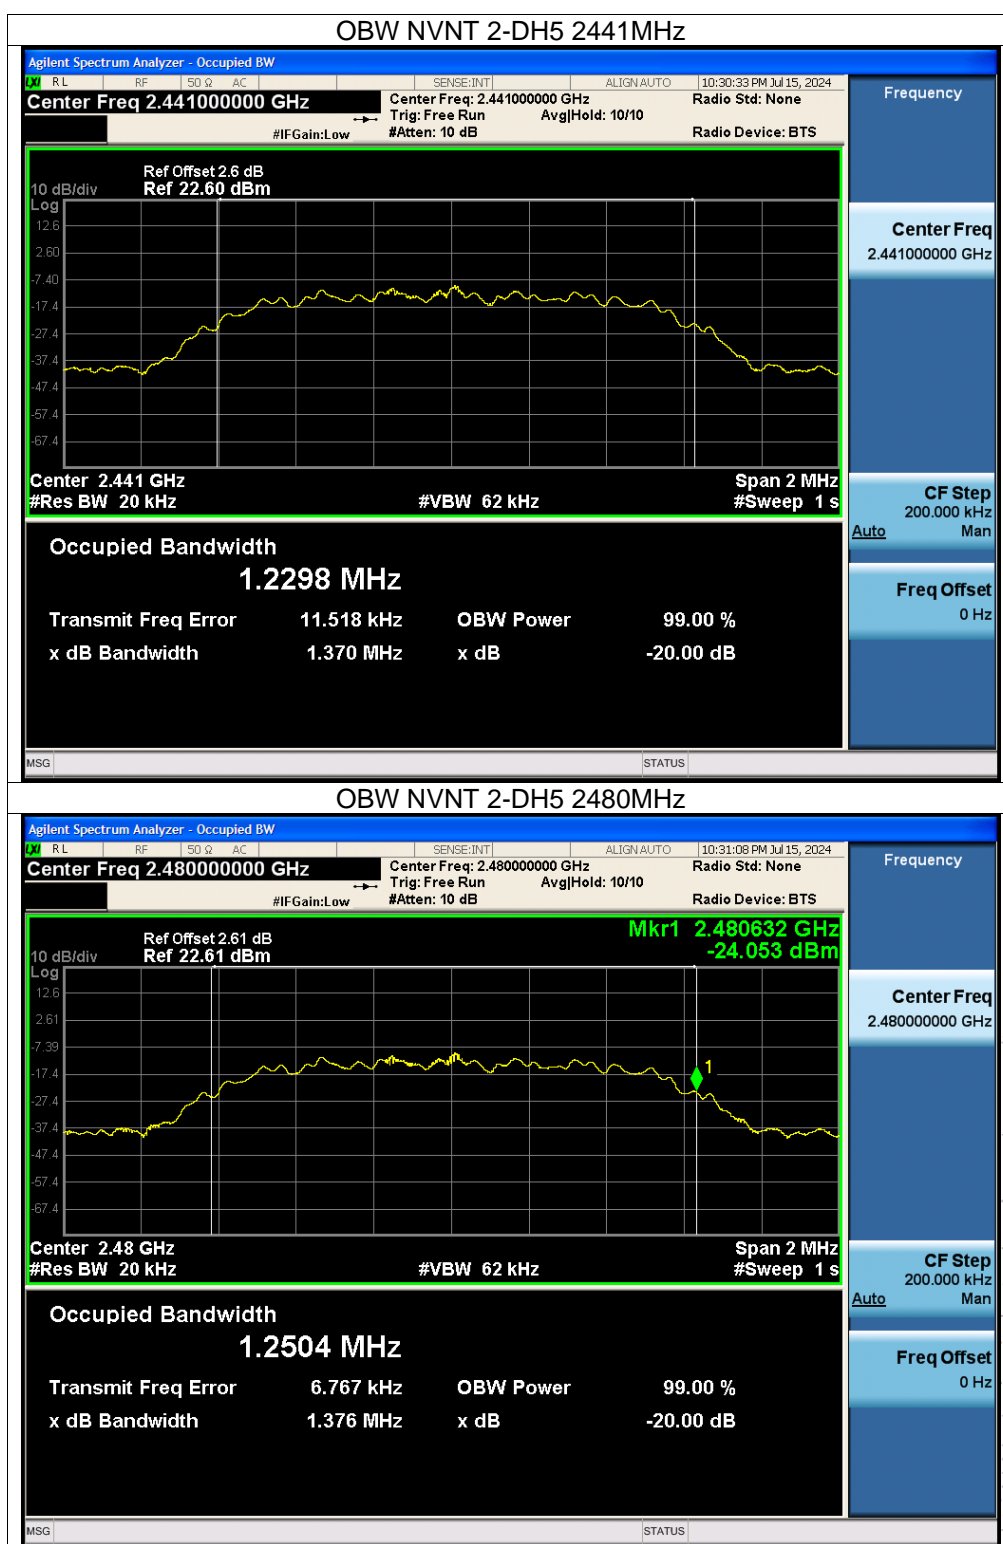 OBW NVNT 2-DH5 2441MHz
Agilent Spectrum Analyzer - Occupied BW
LXI RL RF 50 Ω AC SENSE:INT ALIGN AUTO 10:30:33 PM Jul 15, 2024
Center Freq 2.441000000 GHz
Center Freq: 2.441000000 GHz Radio Std: None
Trig: Free Run Avg|Hold: 10/10
#IFGain:Low #Atten: 10 dB Radio Device: BTS
Frequency
Ref Offset 2.6 dB
10 dB/div Ref 22.60 dBm
Log
12.6
2.60
-7.40
-17.4
-27.4
-37.4
-47.4
-57.4
-67.4
Center 2.441 GHz Span 2 MHz
#Res BW 20 kHz #VBW 62 kHz #Sweep 1 s
Center Freq
2.441000000 GHz
CF Step
200.000 kHz
Auto Man
Freq Offset
0 Hz
Occupied Bandwidth
1.2298 MHz
Transmit Freq Error 11.518 kHz OBW Power 99.00 %
x dB Bandwidth 1.370 MHz x dB -20.00 dB
MSG STATUS
OBW NVNT 2-DH5 2480MHz
Agilent Spectrum Analyzer - Occupied BW
LXI RL RF 50 Ω AC SENSE:INT ALIGN AUTO 10:31:08 PM Jul 15, 2024
Center Freq 2.480000000 GHz
Center Freq: 2.480000000 GHz Radio Std: None
Trig: Free Run Avg|Hold: 10/10
#IFGain:Low #Atten: 10 dB Radio Device: BTS
Frequency
Mkr1 2.480632 GHz
-24.053 dBm
Ref Offset 2.61 dB
10 dB/div Ref 22.61 dBm
Log
12.6
2.61
-7.39
-17.4
-27.4
-37.4
-47.4
-57.4
-67.4
1
Center 2.48 GHz Span 2 MHz
#Res BW 20 kHz #VBW 62 kHz #Sweep 1 s
Center Freq
2.480000000 GHz
CF Step
200.000 kHz
Auto Man
Freq Offset
0 Hz
Occupied Bandwidth
1.2504 MHz
Transmit Freq Error 6.767 kHz OBW Power 99.00 %
x dB Bandwidth 1.376 MHz x dB -20.00 dB
MSG STATUS